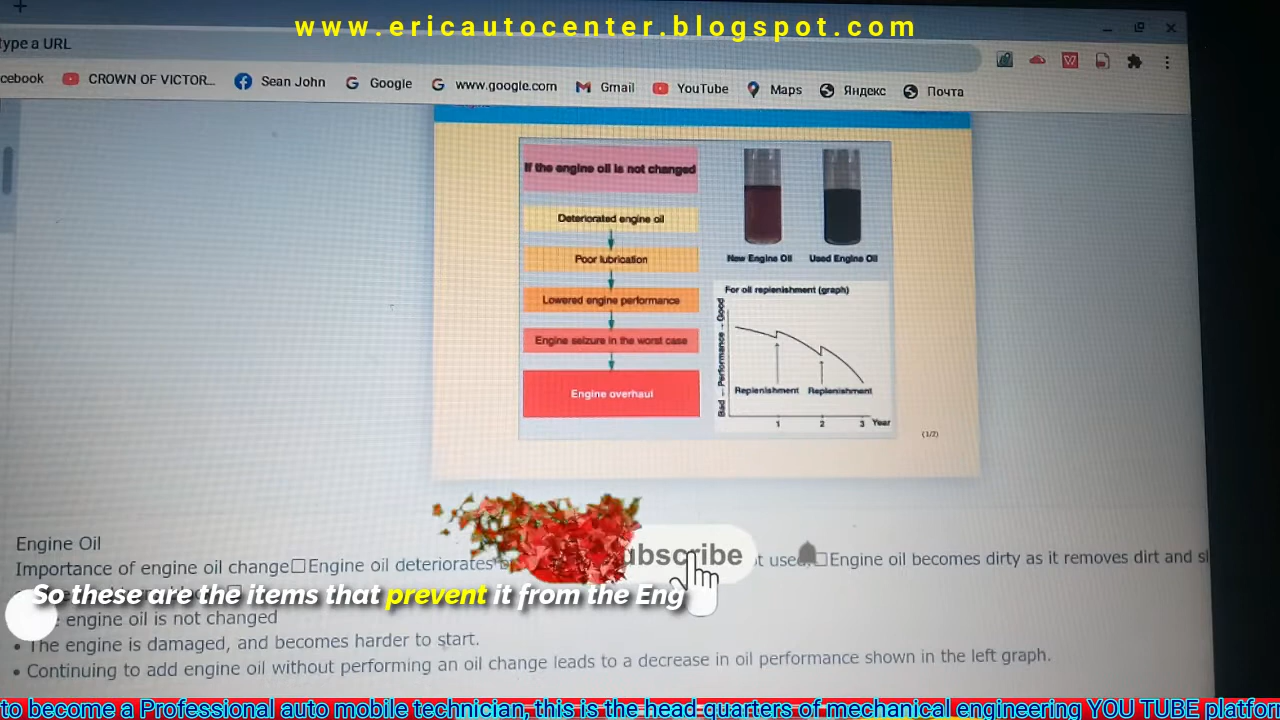 www.ericautocenter.blogspot.com
type a URL
cebook CROWN OF VICTOR... Sean John Google www.google.com Gmail YouTube Maps Яндекс Почта
If the engine oil is not changed
Deteriorated engine oil
Poor lubrication
Lowered engine performance
Engine seizure in the worst case
Engine overhaul
New Engine Oil Used Engine Oil
For oil replenishment (graph)
Bad ← Performance → Good
Replenishment Replenishment
1 2 3 Year
(1/2)
Engine Oil
Importance of engine oil change□Engine oil deteriorates t used.□Engine oil becomes dirty as it removes dirt and sl
ubscribe
So these are the items that prevent it from the Eng
engine oil is not changed
• The engine is damaged, and becomes harder to start.
• Continuing to add engine oil without performing an oil change leads to a decrease in oil performance shown in the left graph.
to become a Professional auto mobile technician, this is the head quarters of mechanical engineering YOU TUBE platfor